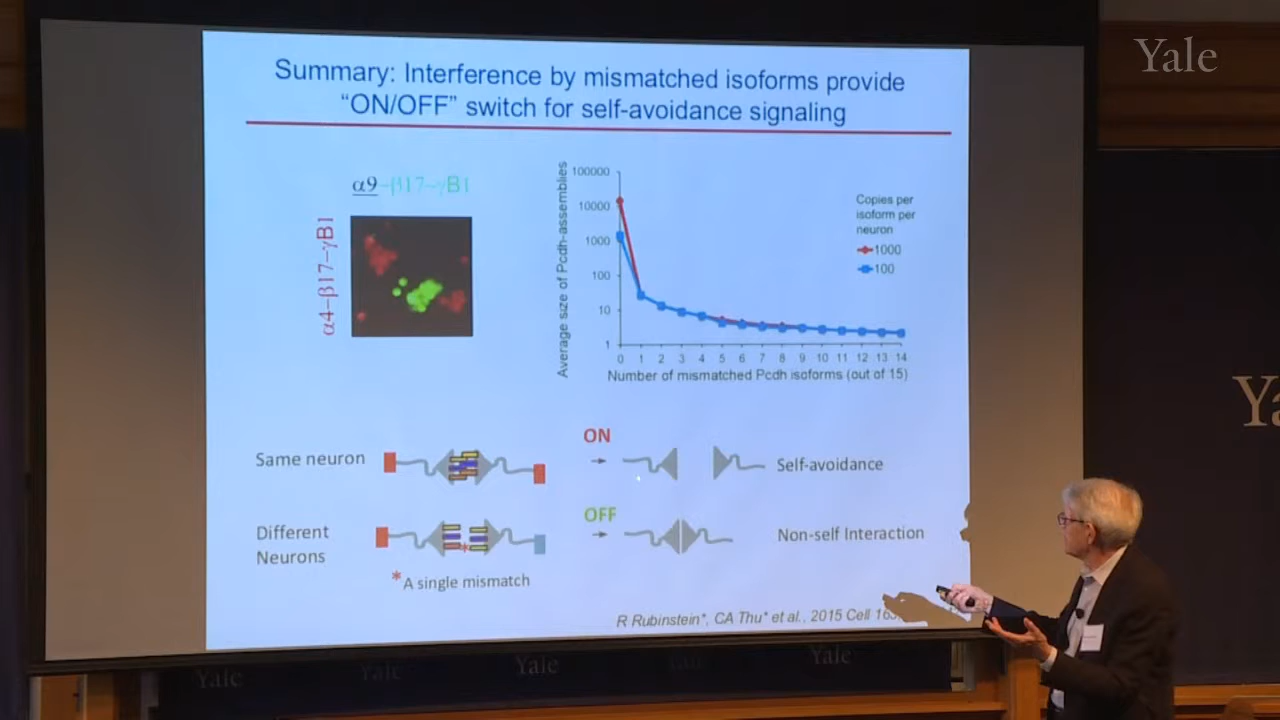 Yale
Summary: Interference by mismatched isoforms provide
“ON/OFF” switch for self-avoidance signaling
α9–β17–γB1
α4–β17–γB1
Average size of Pcdh-assemblies
100000
10000
1000
100
10
1
0 1 2 3 4 5 6 7 8 9 10 11 12 13 14
Number of mismatched Pcdh isoforms (out of 15)
Copies per
isoform per
neuron
1000
100
Same neuron
ON
Self-avoidance
Different
Neurons
OFF
Non-self Interaction
*
*A single mismatch
R Rubinstein*, CA Thu* et al., 2015 Cell
Yale
Yale
Yale
Yale